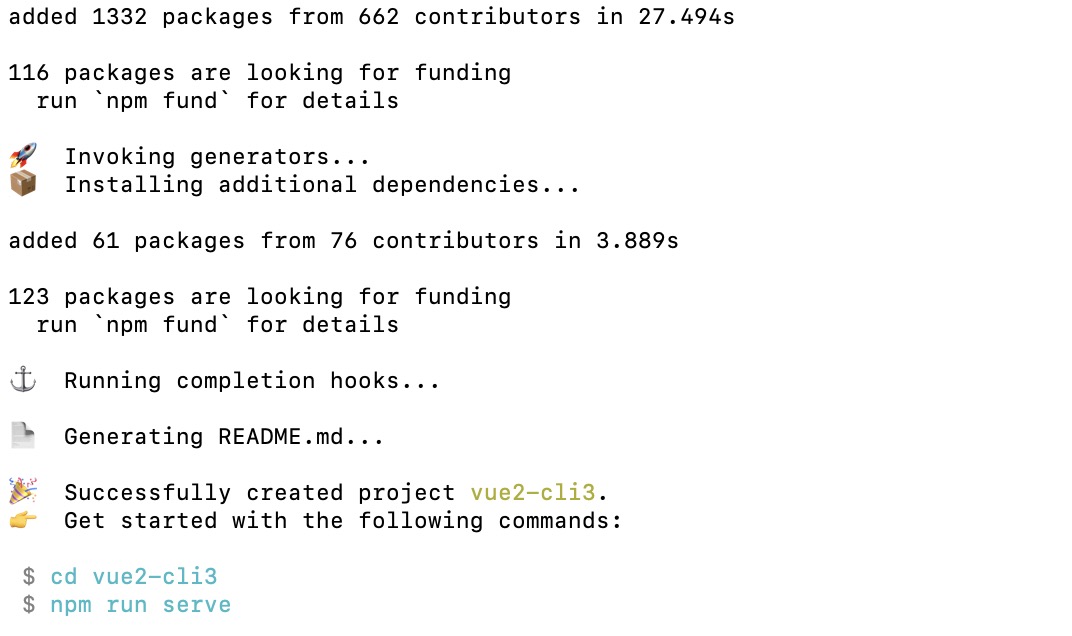 added 1332 packages from 662 contributors in 27.494s
116 packages are looking for funding
run `npm fund` for details
🚀 Invoking generators...
📦 Installing additional dependencies...
added 61 packages from 76 contributors in 3.889s
123 packages are looking for funding
run `npm fund` for details
⚓ Running completion hooks...
📄 Generating README.md...
🎉 Successfully created project vue2-cli3.
👉 Get started with the following commands:
$ cd vue2-cli3
$ npm run serve